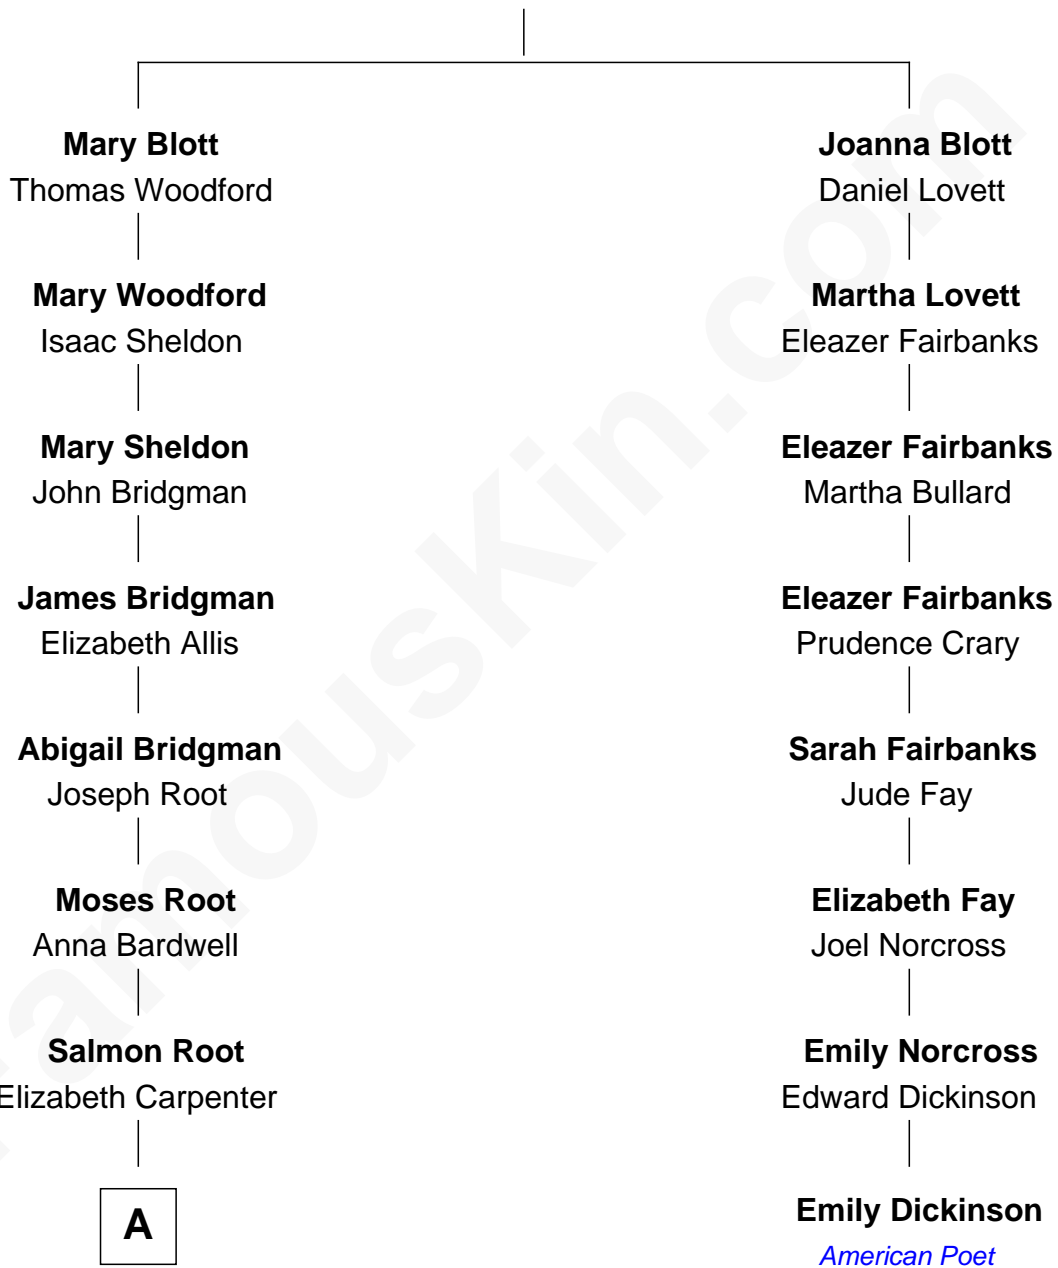 Mary Blott
Thomas Woodford
Mary Woodford
Isaac Sheldon
Mary Sheldon
John Bridgman
James Bridgman
Elizabeth Allis
Abigail Bridgman
Joseph Root
Moses Root
Anna Bardwell
Salmon Root
Elizabeth Carpenter
A
Joanna Blott
Daniel Lovett
Martha Lovett
Eleazer Fairbanks
Eleazer Fairbanks
Martha Bullard
Eleazer Fairbanks
Prudence Crary
Sarah Fairbanks
Jude Fay
Elizabeth Fay
Joel Norcross
Emily Norcross
Edward Dickinson
Emily Dickinson
American Poet
FamousKin.com